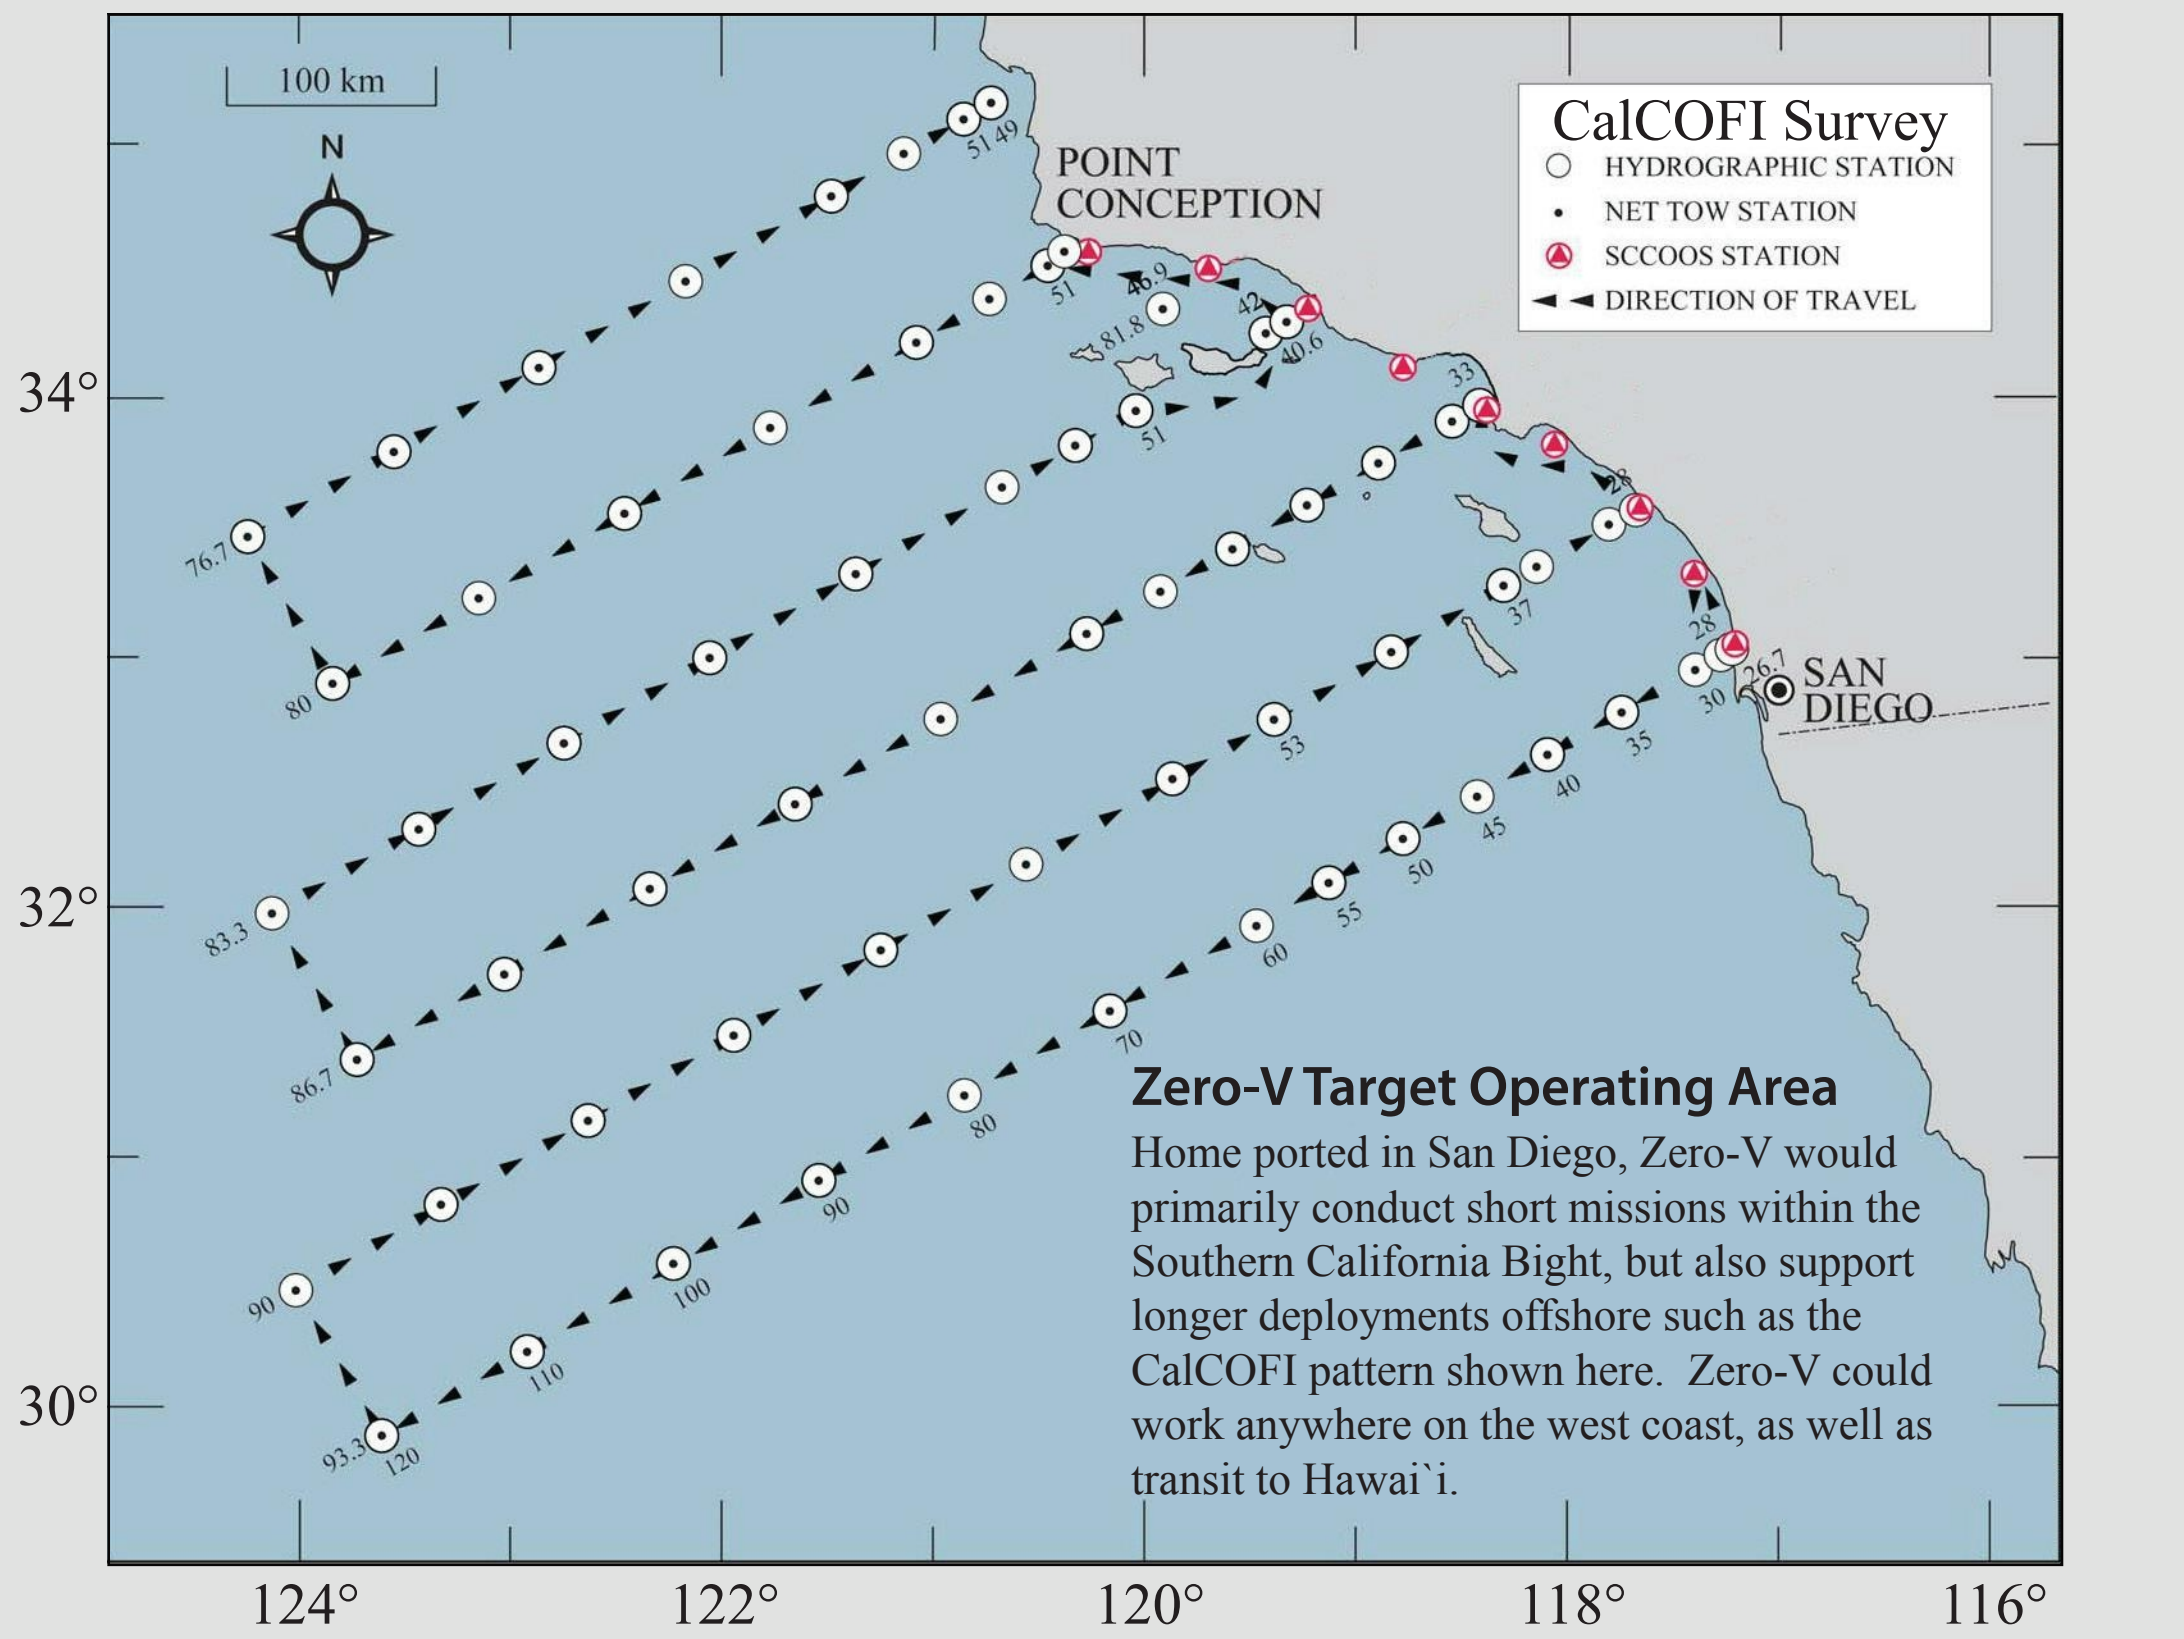 100 km
N
CalCOFI Survey
HYDROGRAPHIC STATION
NET TOW STATION
SCCOOS STATION
DIRECTION OF TRAVEL
POINT
CONCEPTION
51 49
51
46.9
42
81.8
40.6
33
51
28
34°
76.7
80
37
28
26.7
30
SAN
DIEGO
35
53
40
45
50
55
60
32°
83.3
86.7
70
80
90
100
110
90
93.3
120
30°
Zero-V Target Operating Area
Home ported in San Diego, Zero-V would
primarily conduct short missions within the
Southern California Bight, but also support
longer deployments offshore such as the
CalCOFI pattern shown here.  Zero-V could
work anywhere on the west coast, as well as
transit to Hawai`i.
124°
122°
120°
118°
116°